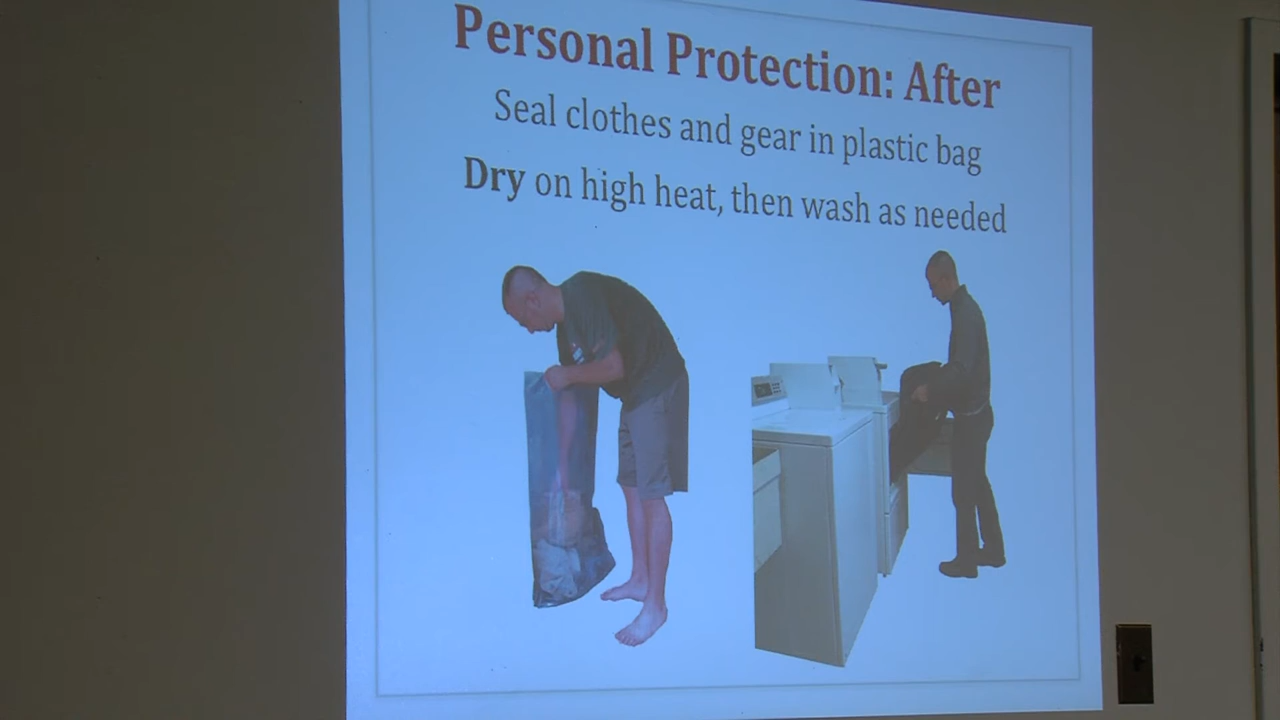 Personal Protection: After
Seal clothes and gear in plastic bag
Dry on high heat, then wash as needed